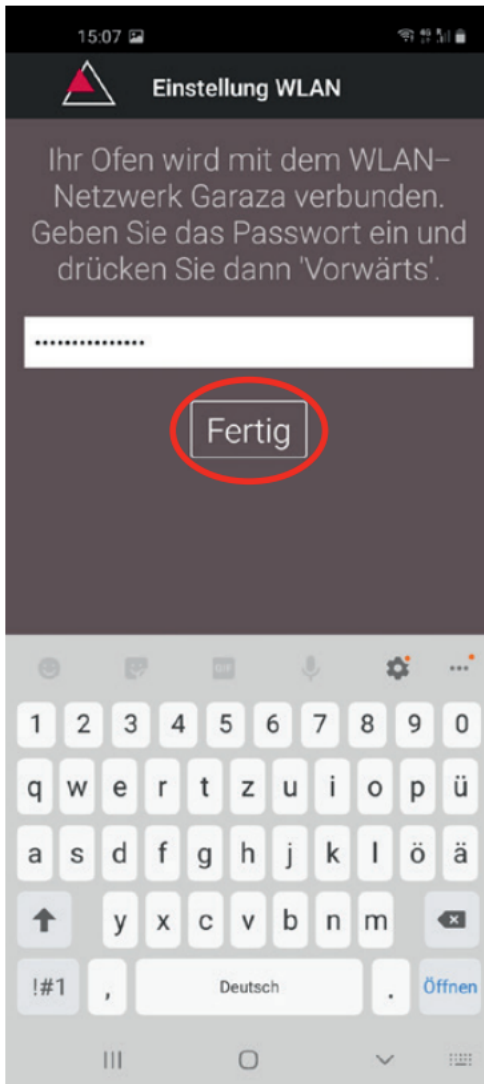 15:07
Einstellung WLAN
Ihr Ofen wird mit dem WLAN–
Netzwerk Garaza verbunden.
Geben Sie das Passwort ein und
drücken Sie dann 'Vorwärts'.
...............
Fertig
GIF
1 2 3 4 5 6 7 8 9 0
q w e r t z u i o p ü
a s d f g h j k l ö ä
y x c v b n m
!#1 , Deutsch . Öffnen